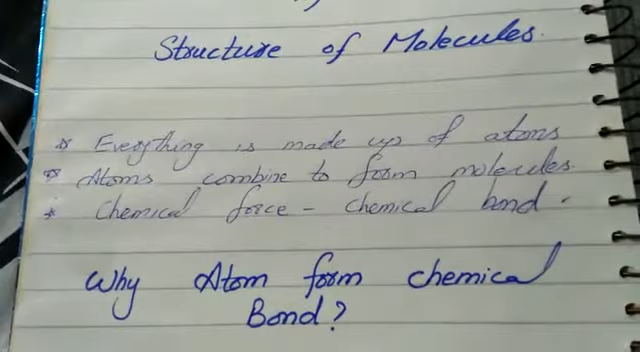 Structure of Molecules.
* Everything is made up of atoms
* Atoms combine to form molecules.
* Chemical force - chemical bond.
Why Atom form chemical
Bond?